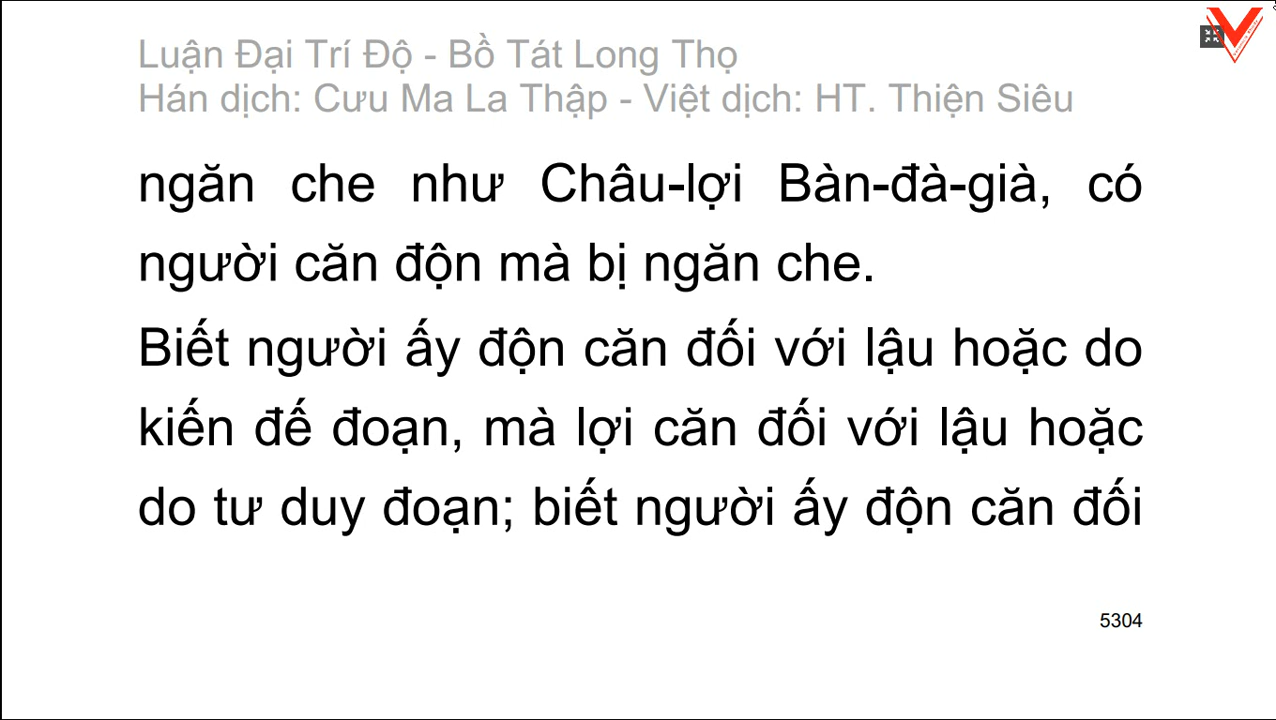 Luận Đại Trí Độ - Bồ Tát Long Thọ
Hán dịch: Cưu Ma La Thập - Việt dịch: HT. Thiện Siêu
ngăn che như Châu-lợi Bàn-đà-già, có
người căn độn mà bị ngăn che.
Biết người ấy độn căn đối với lậu hoặc do
kiến đế đoạn, mà lợi căn đối với lậu hoặc
do tư duy đoạn; biết người ấy độn căn đối
5304